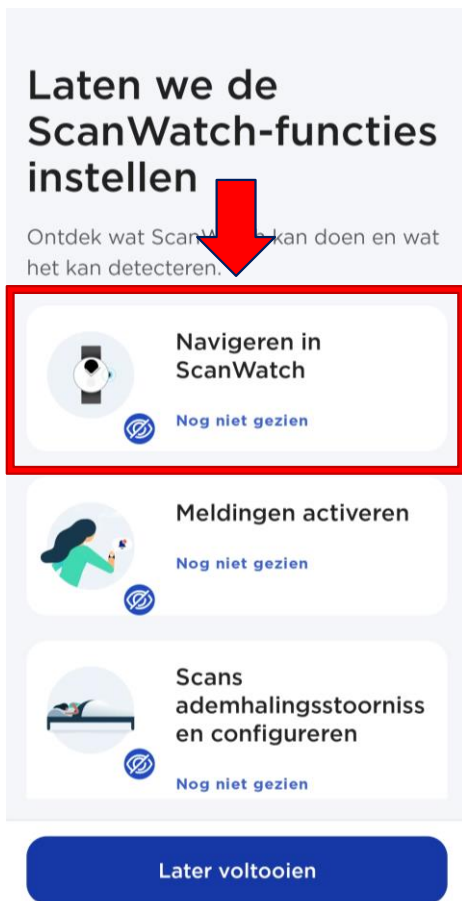 Laten we de
ScanWatch-functies
instellen
Ontdek wat Scan kan doen en wat
het kan detecteren.
Navigeren in
ScanWatch
Nog niet gezien
Meldingen activeren
Nog niet gezien
Scans
ademhalingsstoorniss
en configureren
Nog niet gezien
Later voltooien